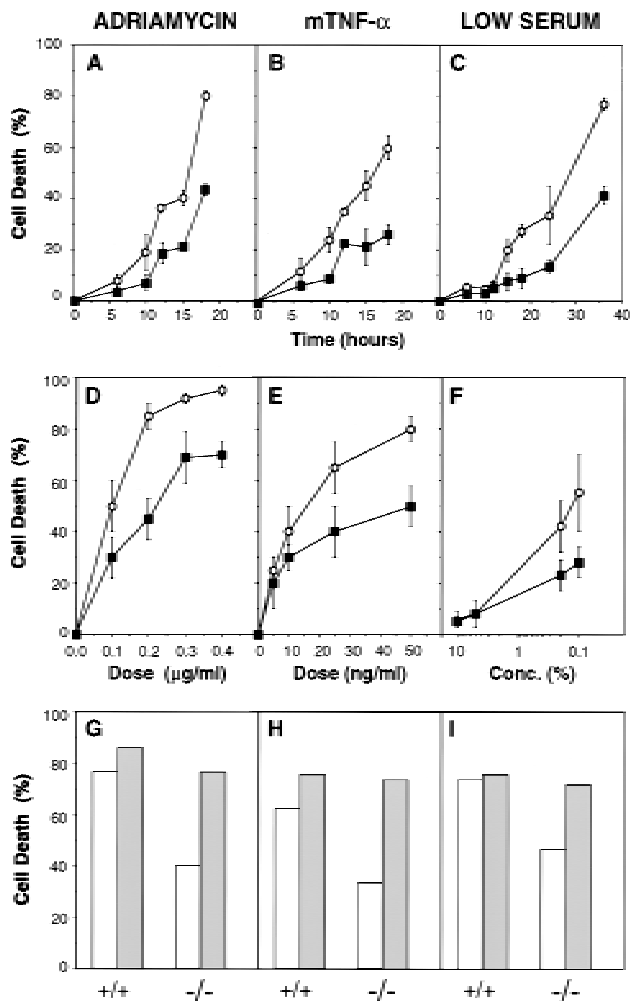 ADRIAMYCIN mTNF-α LOW SERUM
A B C
Cell Death (%)
100
80
60
40
20
0
0 5 10 15 20 0 5 10 15 20 0 10 20 30 40
Time (hours)
D E F
Cell Death (%)
100
80
60
40
20
0
0.0 0.1 0.2 0.3 0.4 0 10 20 30 40 50 10 1 0.1
Dose (µg/ml) Dose (ng/ml) Conc. (%)
G H I
Cell Death (%)
100
80
60
40
20
0
+/+ -/- +/+ -/- +/+ -/-